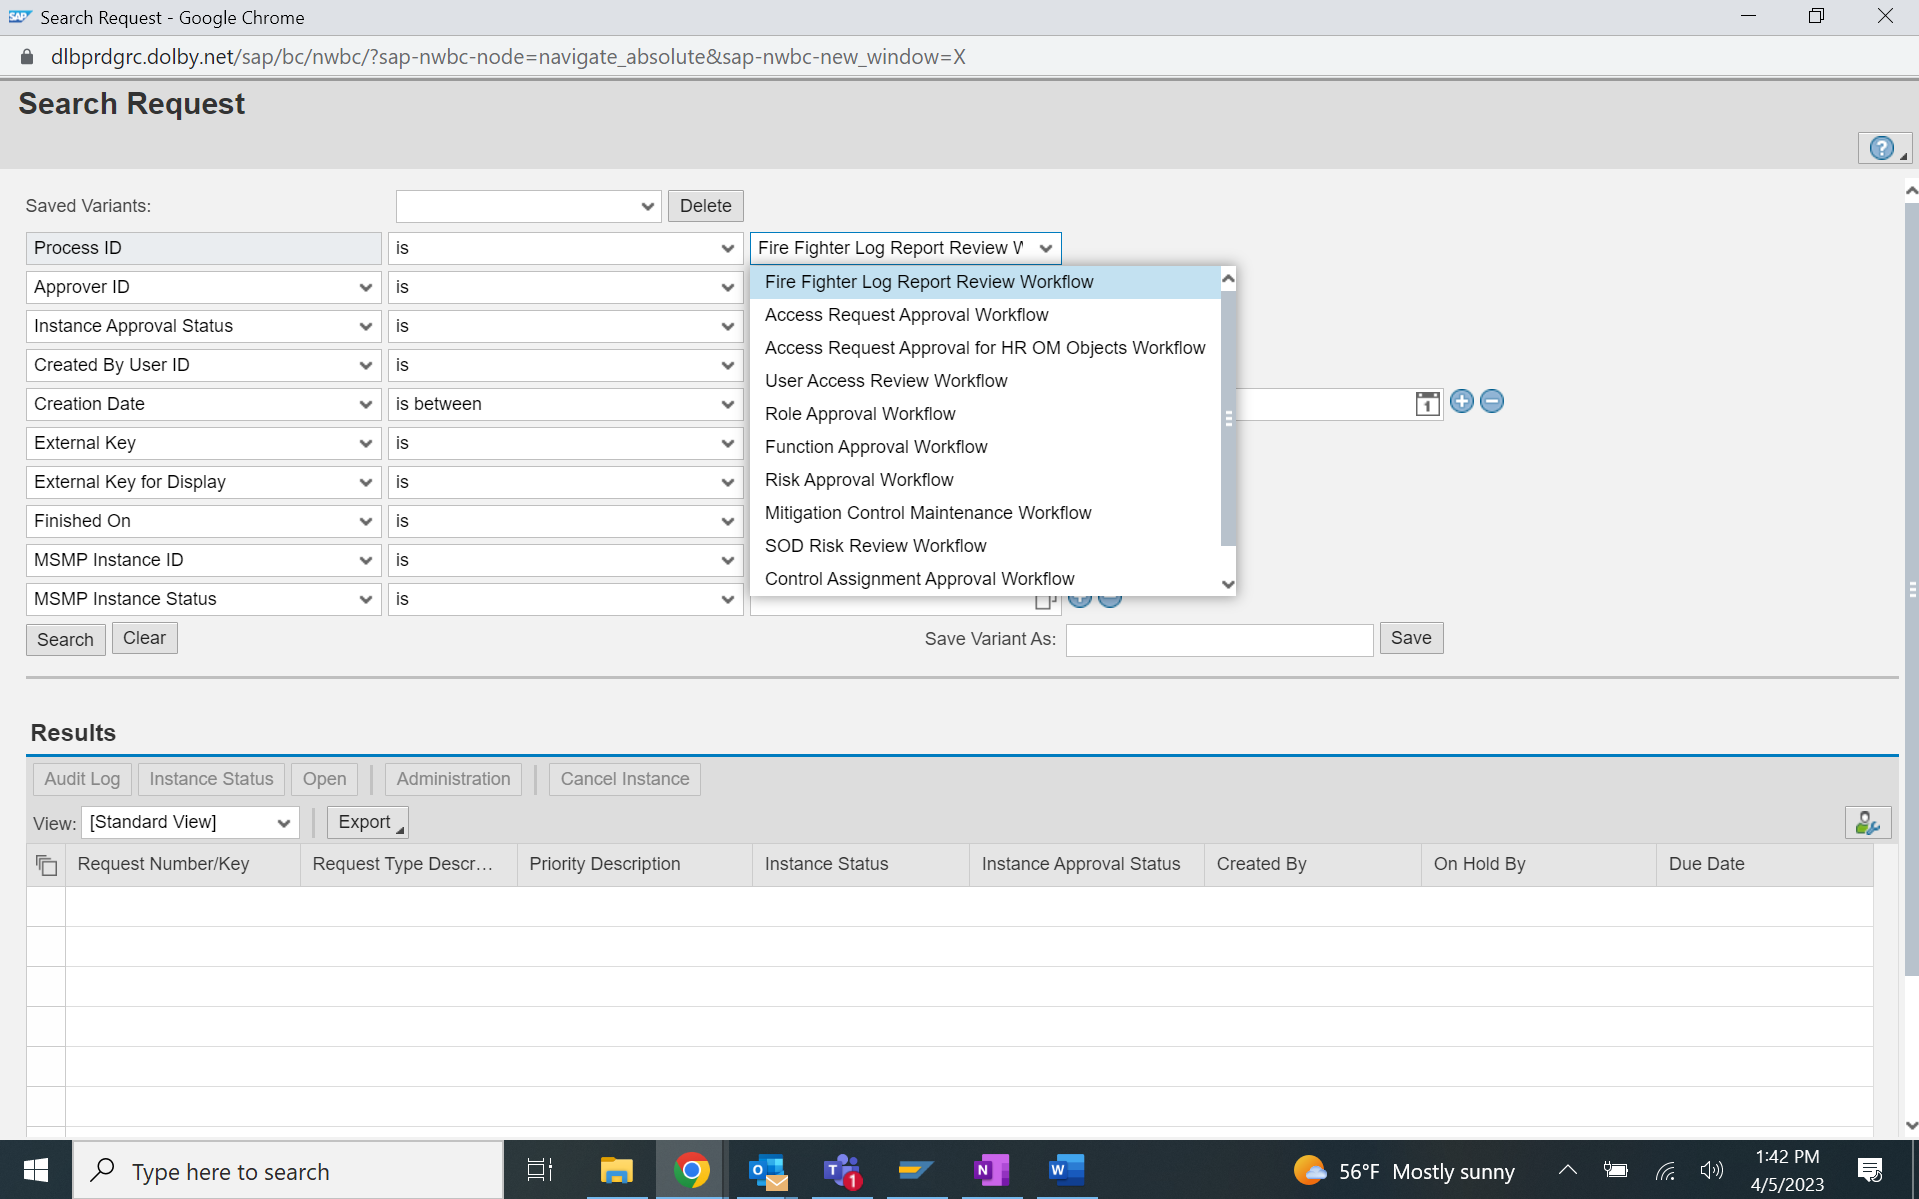 SAP Search Request - Google Chrome
dlbprdgrc.dolby.net/sap/bc/nwbc/?sap-nwbc-node=navigate_absolute&sap-nwbc-new_window=X
Search Request
?
Saved Variants: Delete
Process ID is Fire Fighter Log Report Review W
Approver ID is
Instance Approval Status is
Created By User ID is
Creation Date is between 1
External Key is
External Key for Display is
Finished On is
MSMP Instance ID is
MSMP Instance Status is
Fire Fighter Log Report Review Workflow
Access Request Approval Workflow
Access Request Approval for HR OM Objects Workflow
User Access Review Workflow
Role Approval Workflow
Function Approval Workflow
Risk Approval Workflow
Mitigation Control Maintenance Workflow
SOD Risk Review Workflow
Control Assignment Approval Workflow
Search Clear Save Variant As: Save
Results
Audit Log Instance Status Open Administration Cancel Instance
View: [Standard View] Export
Request Number/Key Request Type Descr... Priority Description Instance Status Instance Approval Status Created By On Hold By Due Date
Type here to search
O T 1 N W
56°F Mostly sunny
1:42 PM
4/5/2023